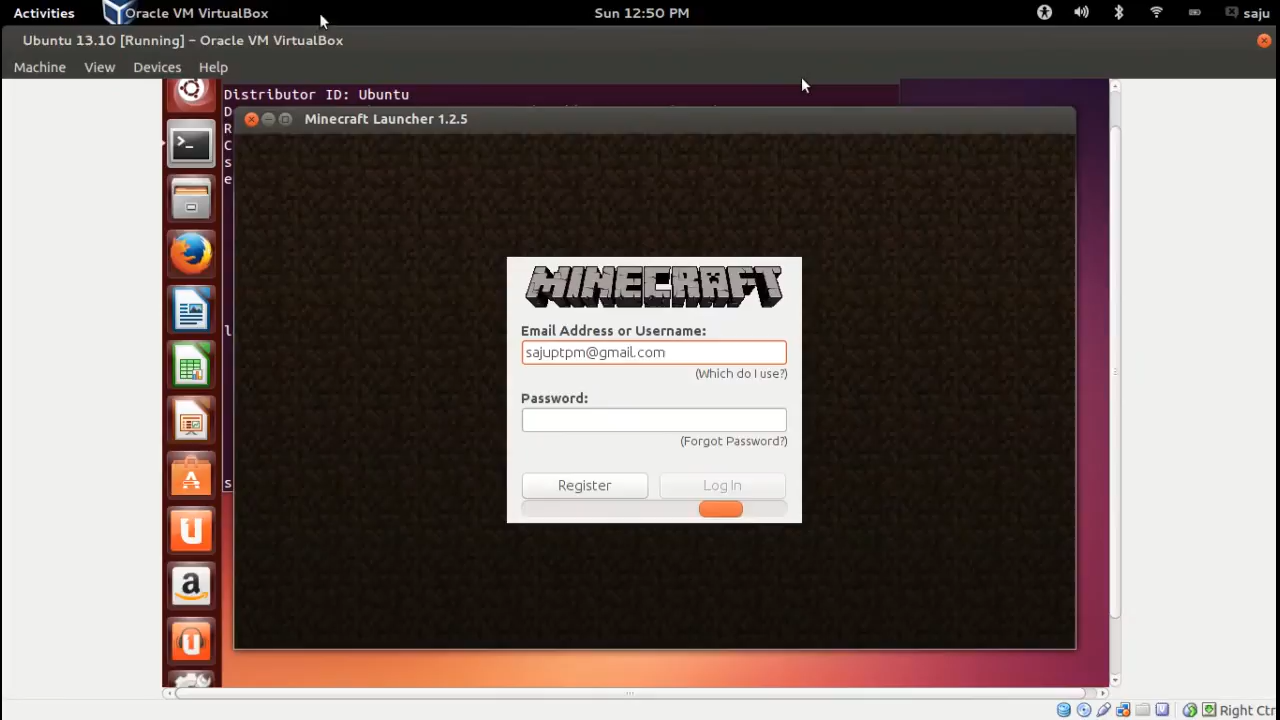 Activities Oracle VM VirtualBox Sun 12:50 PM saju
Ubuntu 13.10 [Running] – Oracle VM VirtualBox
Machine View Devices Help
Distributor ID: Ubuntu
D
R
C
s
e
l
s
Minecraft Launcher 1.2.5
MINECRAFT
Email Address or Username:
sajuptpm@gmail.com
(Which do I use?)
Password:
(Forgot Password?)
Register Log In
Right Ctr